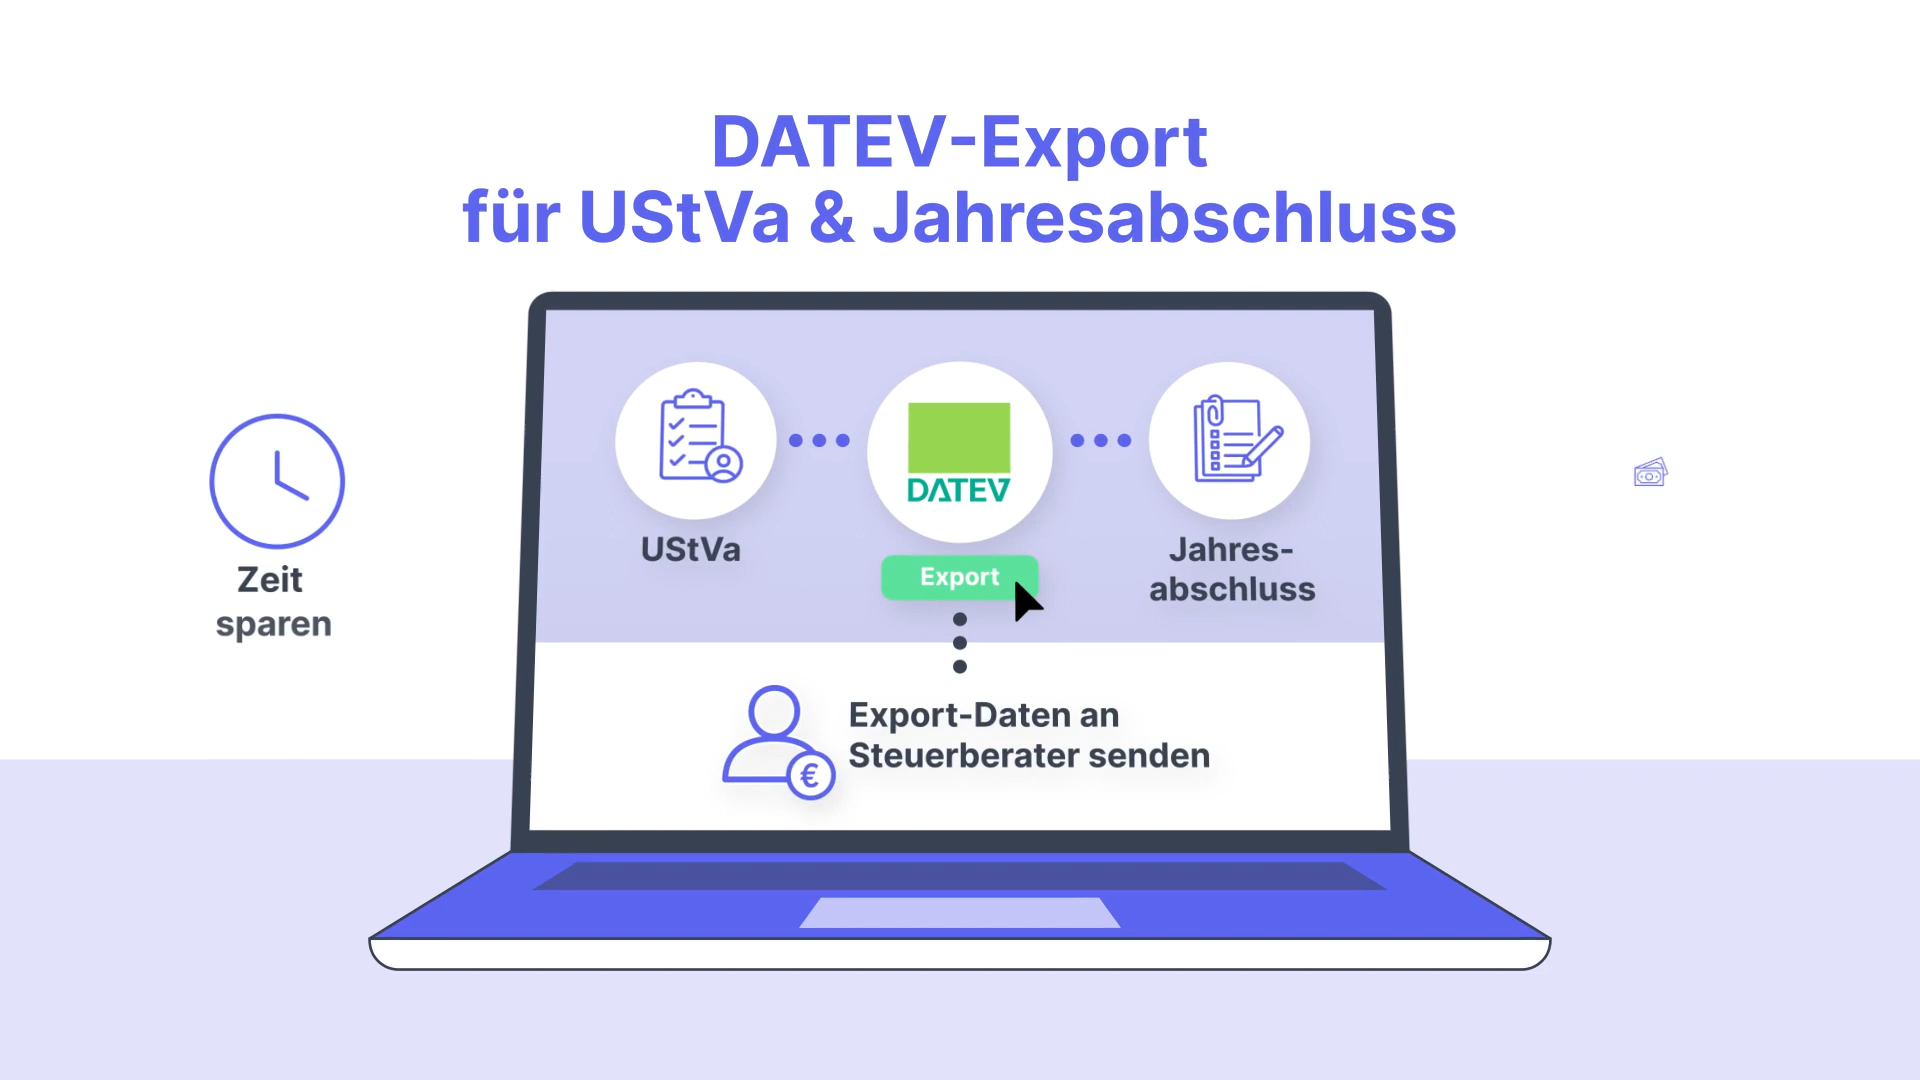 DATEV-Export
für UStVa & Jahresabschluss
Zeit
sparen
UStVa
DATEV
Export
Jahres-
abschluss
Export-Daten an
Steuerberater senden
€